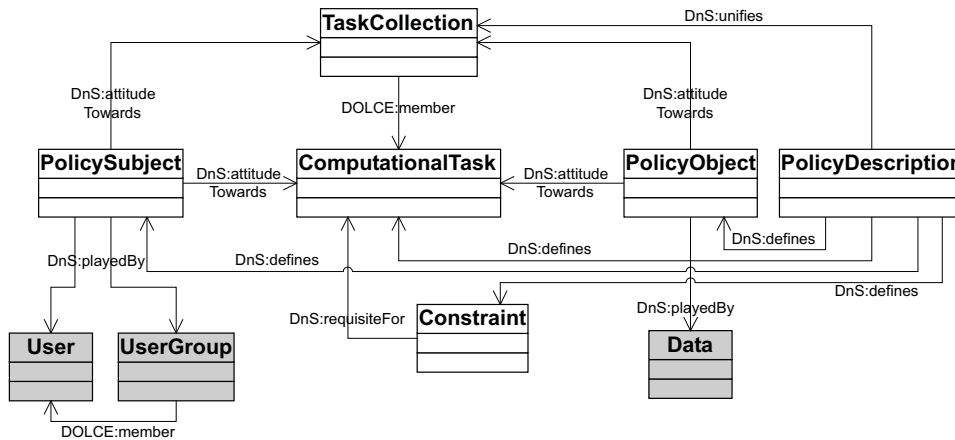 TaskCollection
DnS:unifies
DnS:attitude
Towards
DOLCE:member
DnS:attitude
Towards
PolicySubject
ComputationalTask
PolicyObject
PolicyDescription
DnS:attitude
Towards
DnS:attitude
Towards
DnS:playedBy
DnS:defines
DnS:defines
DnS:defines
DnS:defines
DnS:requisiteFor
Constraint
DnS:playedBy
User
UserGroup
Data
DOLCE:member